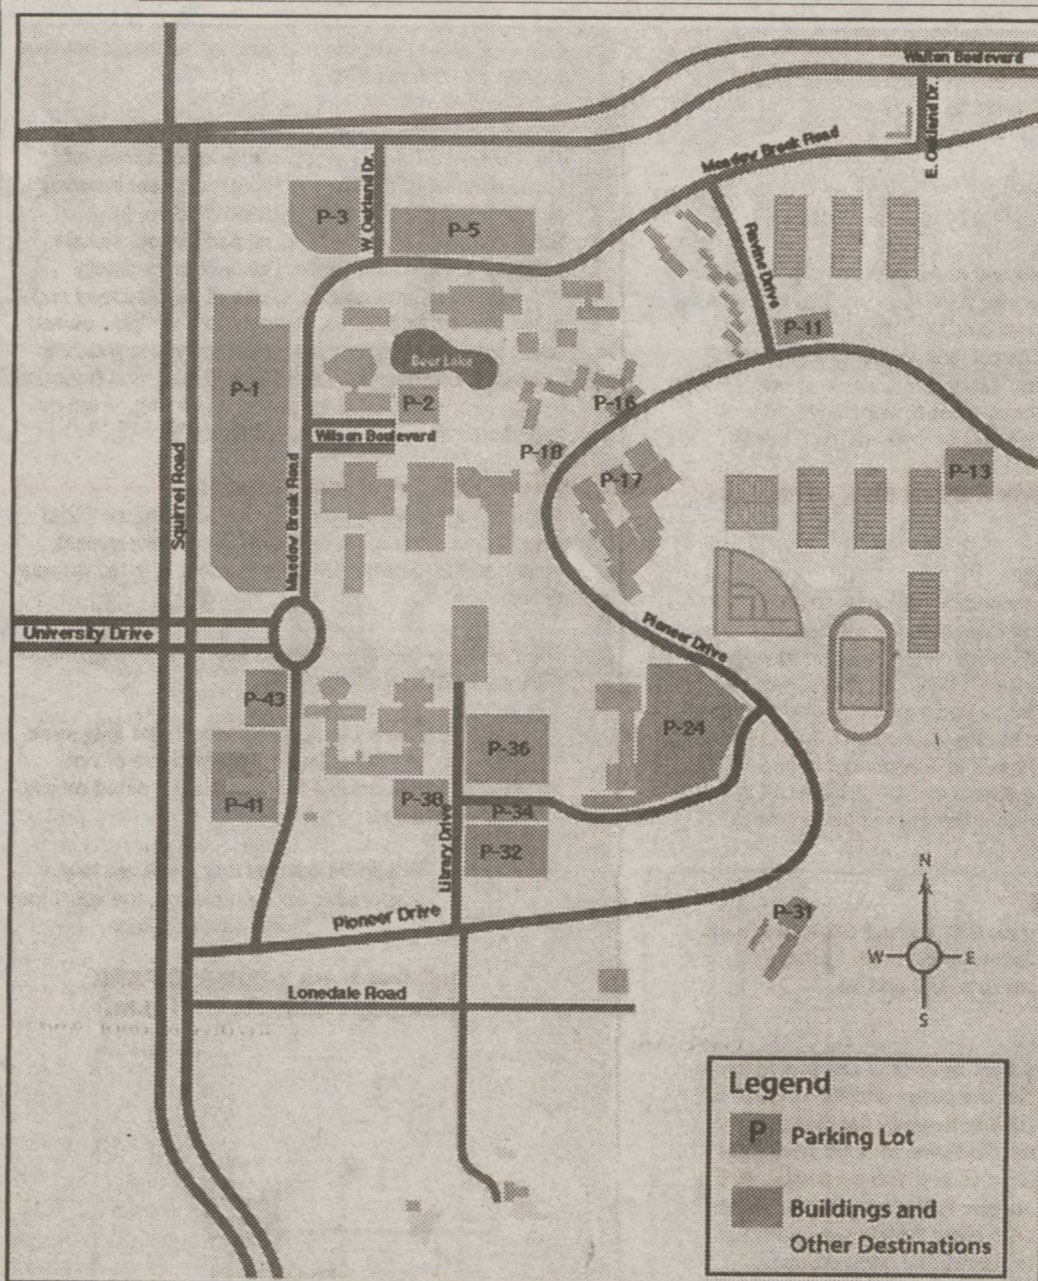 Walton Boulevard
E. Oakland Dr.
Meadow Brook Road
P-3
W. Oakland Dr.
P-5
Ravine Drive
P-11
Deer Lake
P-1
P-2
P-16
Wilson Boulevard
P-18
P-17
P-13
Squirrel Road
Meadow Brook Road
University Drive
Pioneer Drive
P-43
P-24
P-36
P-41
P-38
P-34
Library Drive
P-32
Pioneer Drive
P-31
N
W
E
S
Lonedale Road
Legend
P Parking Lot
Buildings and
Other Destinations